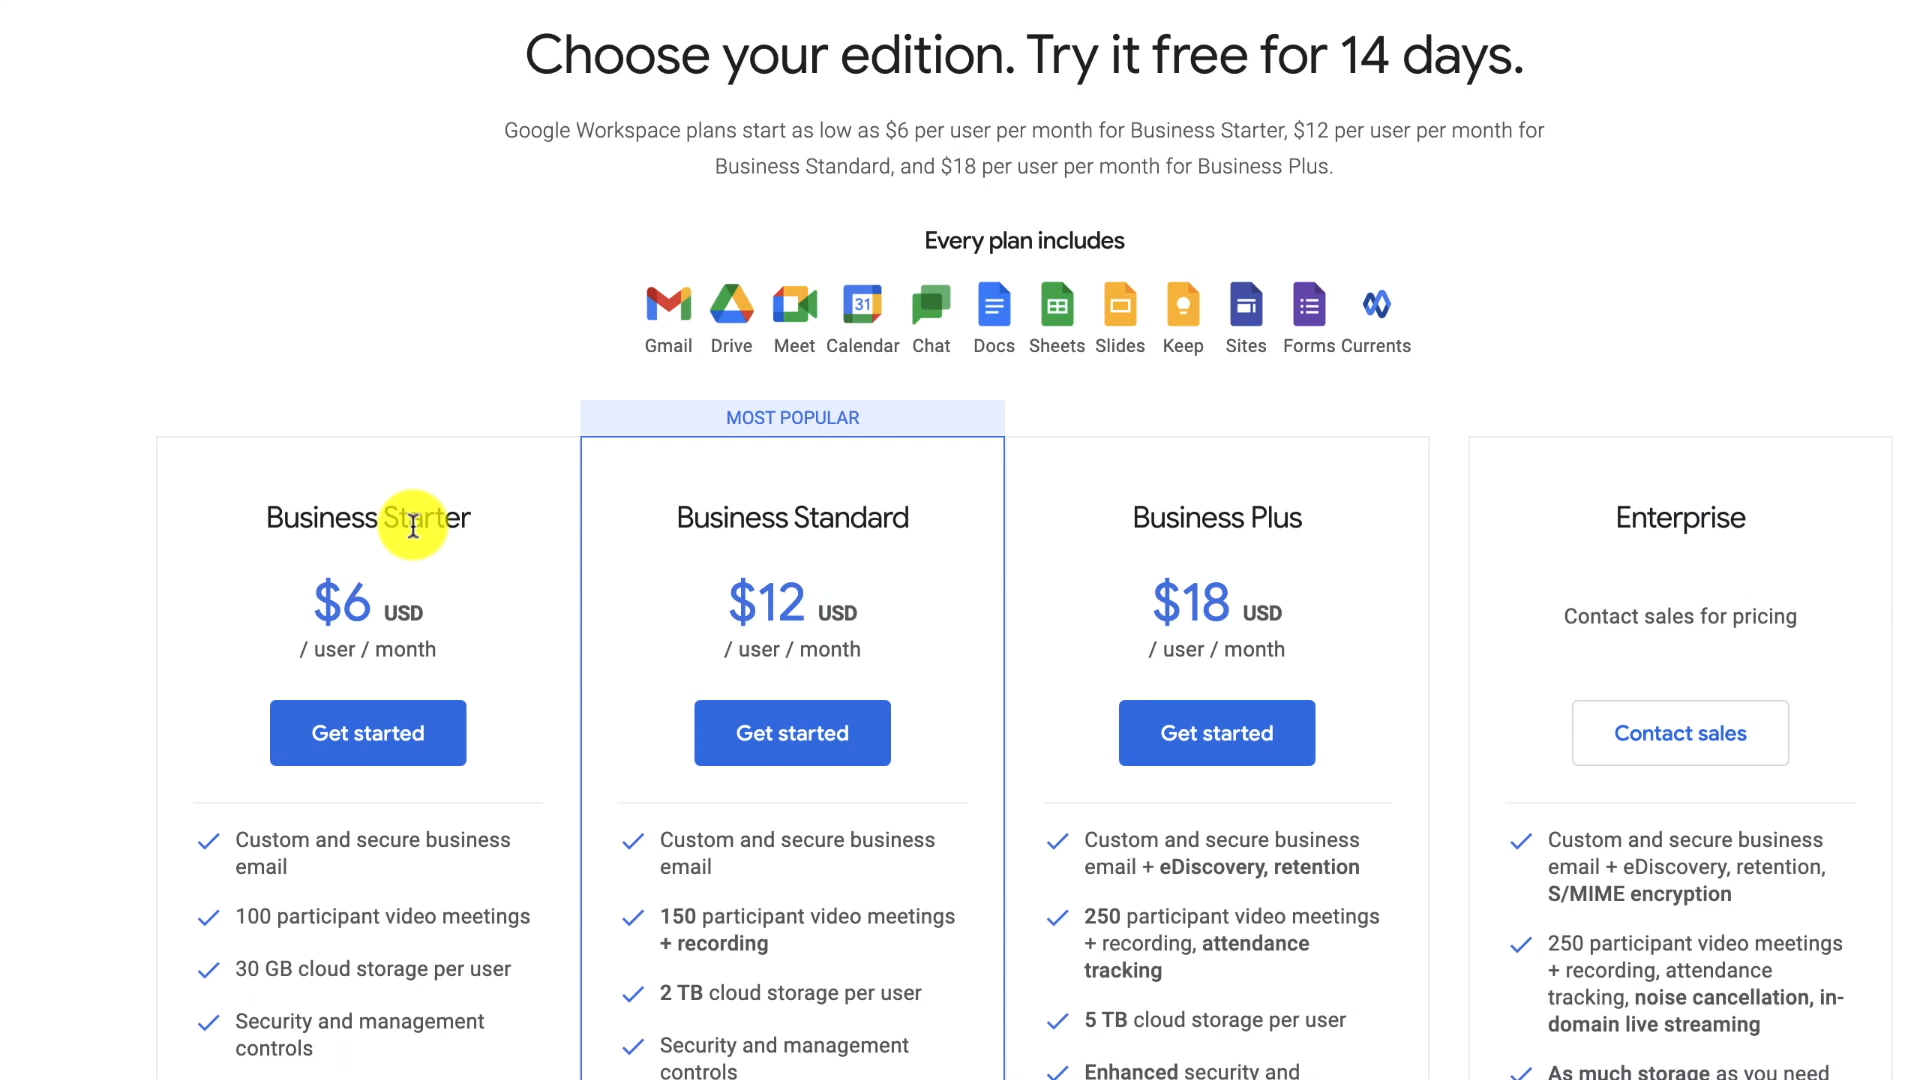 Choose your edition. Try it free for 14 days.
Google Workspace plans start as low as $6 per user per month for Business Starter, $12 per user per month for
Business Standard, and $18 per user per month for Business Plus.
Every plan includes
31
Gmail Drive Meet Calendar Chat Docs Sheets Slides Keep Sites Forms Currents
MOST POPULAR
Business Starter
$6 USD
/ user / month
Get started
Custom and secure business
email
100 participant video meetings
30 GB cloud storage per user
Security and management
controls
Business Standard
$12 USD
/ user / month
Get started
Custom and secure business
email
150 participant video meetings
+ recording
2 TB cloud storage per user
Security and management
controls
Business Plus
$18 USD
/ user / month
Get started
Custom and secure business
email + eDiscovery, retention
250 participant video meetings
+ recording, attendance
tracking
5 TB cloud storage per user
Enhanced security and
Enterprise
Contact sales for pricing
Contact sales
Custom and secure business
email + eDiscovery, retention,
S/MIME encryption
250 participant video meetings
+ recording, attendance
tracking, noise cancellation, in-
domain live streaming
As much storage as you need